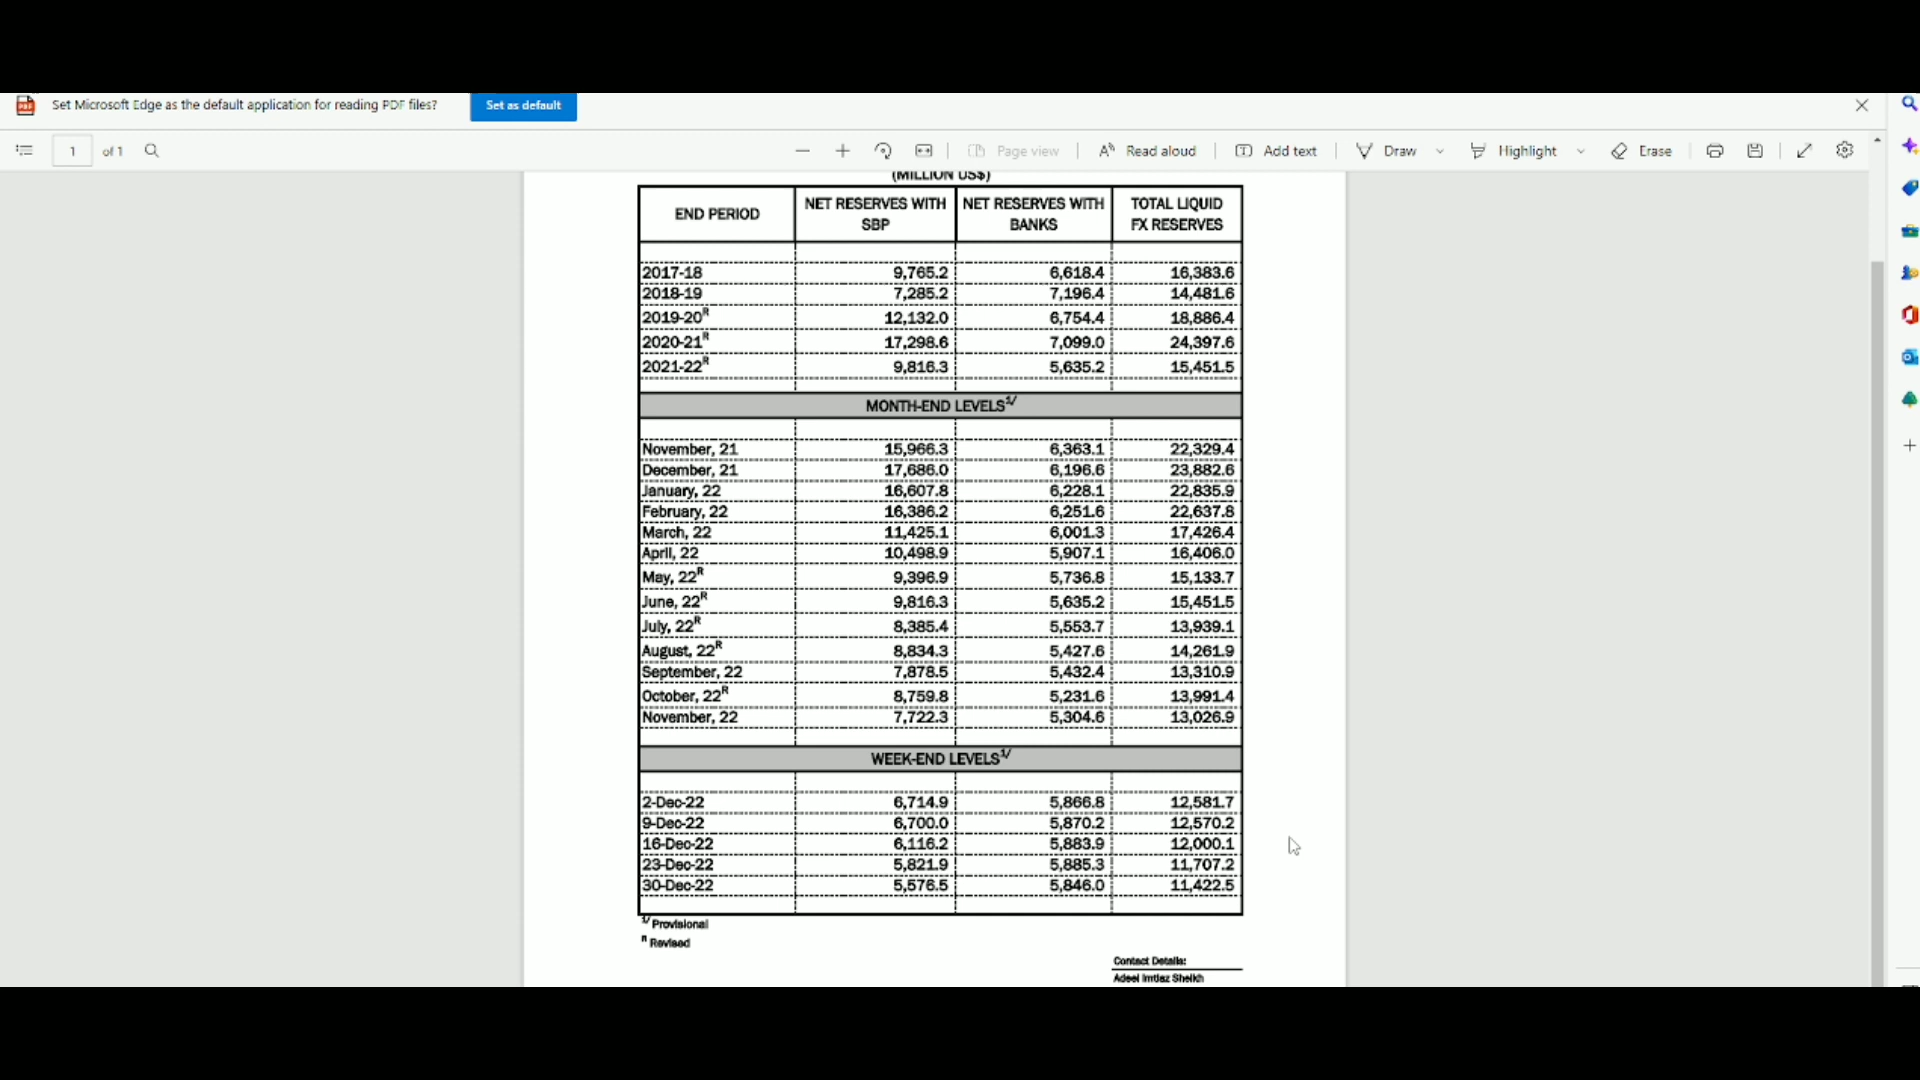 Set Microsoft Edge as the default application for reading PDF files? Set as default
1 of 1 Page view Read aloud Add text Draw Highlight Erase
(MILLION US$)
END PERIOD NET RESERVES WITH SBP NET RESERVES WITH BANKS TOTAL LIQUID FX RESERVES
2017-18 9,765.2 6,618.4 16,383.6
2018-19 7,285.2 7,196.4 14,481.6
2019-20R 12,132.0 6,754.4 18,886.4
2020-21R 17,298.6 7,099.0 24,397.6
2021-22R 9,816.3 5,635.2 15,451.5
MONTH-END LEVELS1/
November, 21 15,966.3 6,363.1 22,329.4
December, 21 17,686.0 6,196.6 23,882.6
January, 22 16,607.8 6,228.1 22,835.9
February, 22 16,386.2 6,251.6 22,637.8
March, 22 11,425.1 6,001.3 17,426.4
April, 22 10,498.9 5,907.1 16,406.0
May, 22R 9,396.9 5,736.8 15,133.7
June, 22R 9,816.3 5,635.2 15,451.5
July, 22R 8,385.4 5,553.7 13,939.1
August, 22R 8,834.3 5,427.6 14,261.9
September, 22 7,878.5 5,432.4 13,310.9
October, 22R 8,759.8 5,231.6 13,991.4
November, 22 7,722.3 5,304.6 13,026.9
WEEK-END LEVELS1/
2-Dec-22 6,714.9 5,866.8 12,581.7
9-Dec-22 6,700.0 5,870.2 12,570.2
16-Dec-22 6,116.2 5,883.9 12,000.1
23-Dec-22 5,821.9 5,885.3 11,707.2
30-Dec-22 5,576.5 5,846.0 11,422.5
1/ Provisional
R Revised
Contact Details:
Adeel Imtiaz Sheikh